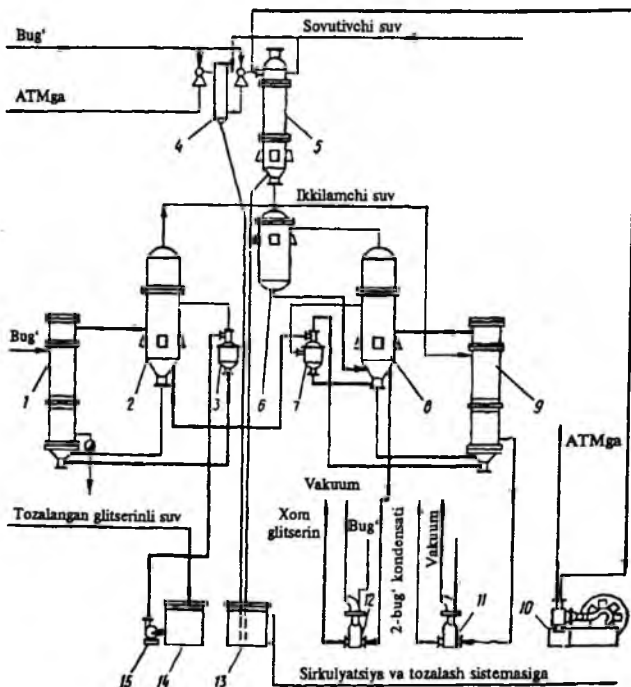 Bug‘
Sovutivchi suv
ATMga
4
5
Ikkilamchi suv
Bug‘
1
2
3
6
7
8
9
ATMga
Vakuum
Tozalangan glitserinli suv
Xom
glitserin
Bug‘
2-bug‘ kondensati
Vakuum
12
11
10
15
14
13
Sirkulyatsiya va tozalash sistemasiga